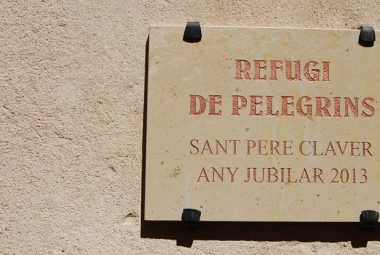 REFUGI
DE PELEGRINS
SANT PERE CLAVER
ANY JUBILAR 2013